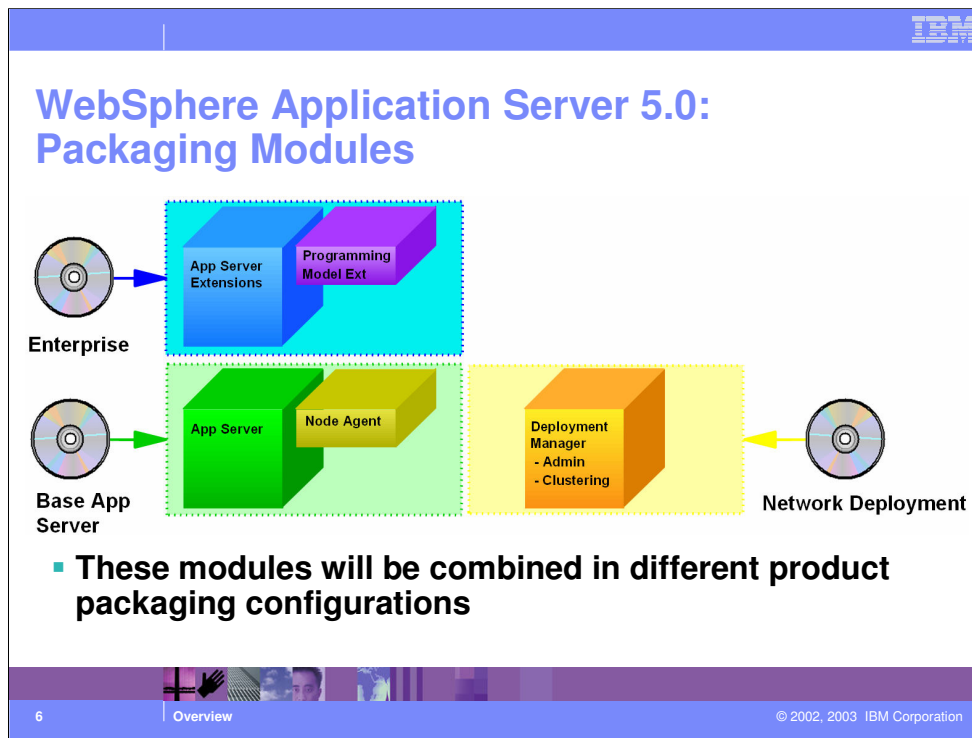 IBM
WebSphere Application Server 5.0:
Packaging Modules
App Server
Extensions
Programming
Model Ext
Enterprise
App Server
Node Agent
Deployment
Manager
- Admin
- Clustering
Base App
Server
Network Deployment
▪ These modules will be combined in different product
packaging configurations
6
Overview
© 2002, 2003 IBM Corporation